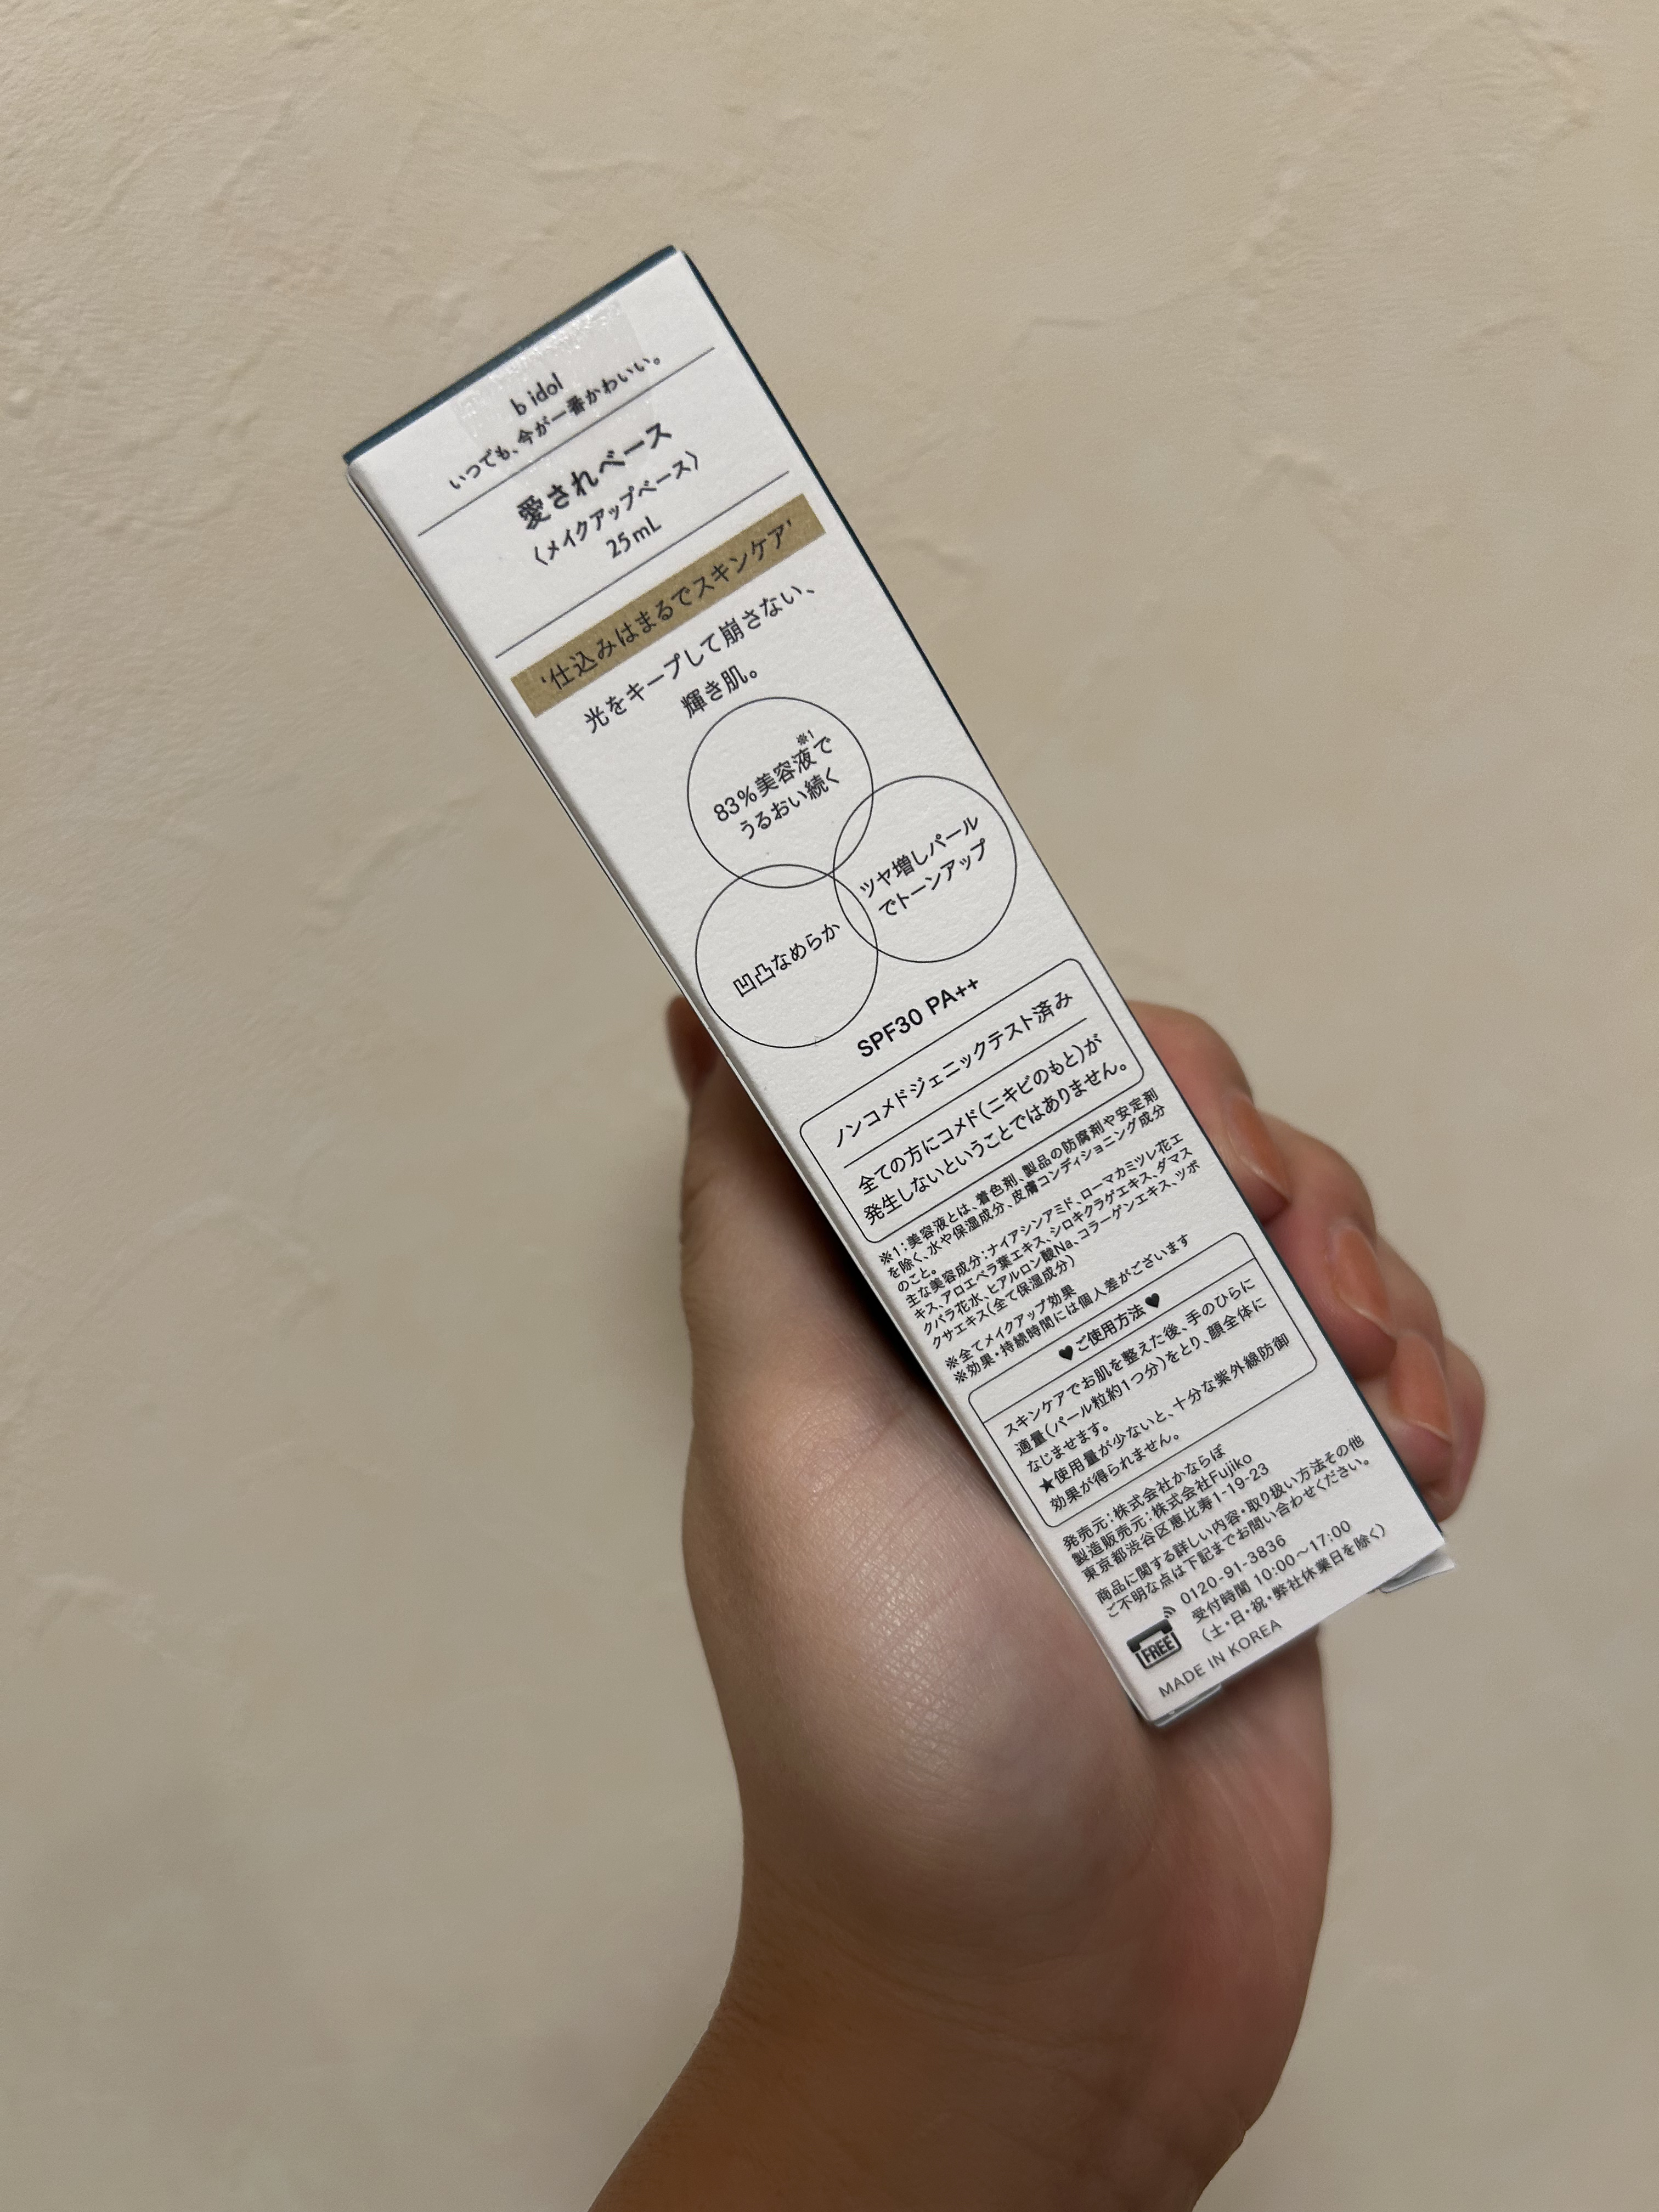 b idol
いつでも、今が一番かわいい。
愛されベース
〈メイクアップベース〉
25mL
‘仕込みはまるでスキンケア’
光をキープして崩さない、
輝き肌。
83%美容液※1で
うるおい続く
ツヤ増しパール
でトーンアップ
凹凸なめらか
SPF30 PA++
ノンコメドジェニックテスト済み
全ての方にコメド(ニキビのもと)が
発生しないということではありません。
※1:美容液とは、着色剤、製品の防腐剤や安定剤
を除く、水や保湿成分、皮膚コンディショニング成分
のこと。
主な美容成分:ナイアシンアミド、ローマカミツレ花エ
キス、アロエベラ葉エキス、シロキクラゲエキス、ダマス
クバラ花水、ヒアルロン酸Na、コラーゲンエキス、ツボ
クサエキス(全て保湿成分)
※全てメイクアップ効果
※効果・持続時間には個人差がございます
♥ご使用方法♥
スキンケアでお肌を整えた後、手のひらに
適量(パール粒約1つ分)をとり、顔全体に
なじませます。
★使用量が少ないと、十分な紫外線防御
効果が得られません。
発売元:株式会社かならぼ
製造販売元:株式会社Fujiko
東京都渋谷区恵比寿1-19-23
商品に関する詳しい内容・取り扱い方法その他
ご不明な点は下記までお問い合わせください。
FREE
0120-91-3836
受付時間 10:00～17:00
(土・日・祝・弊社休業日を除く)
MADE IN KOREA